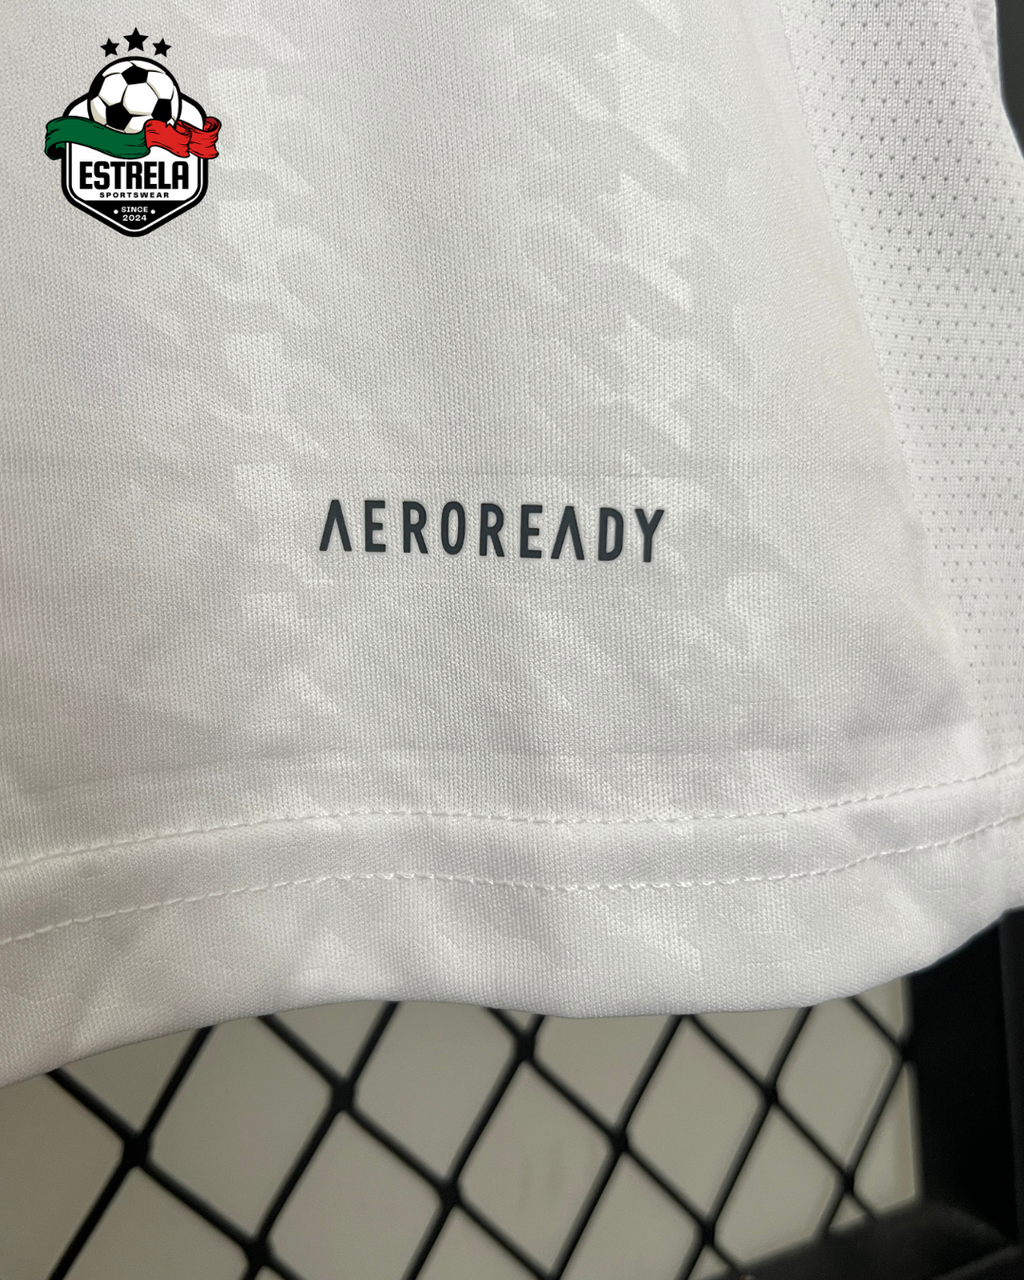 ESTRELA
SPORTSWEAR
SINCE
2024
AEROREADY